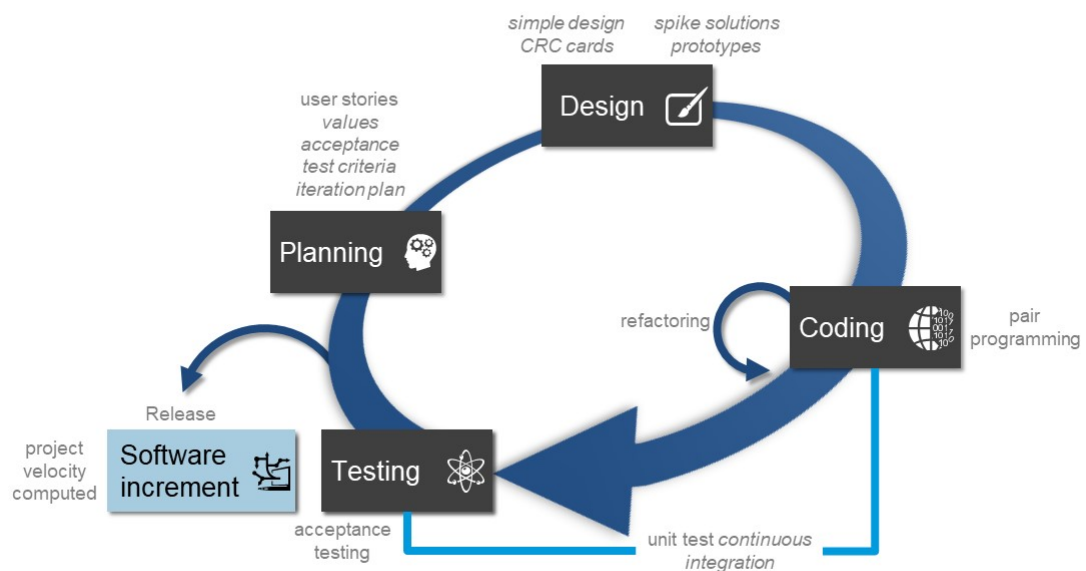 simple design
CRC cards
spike solutions
prototypes
Design
user stories
values
acceptance
test criteria
iteration plan
Planning
refactoring
Coding
pair
programming
Release
project
velocity
computed
Software
increment
Testing
acceptance
testing
unit test continuous
integration